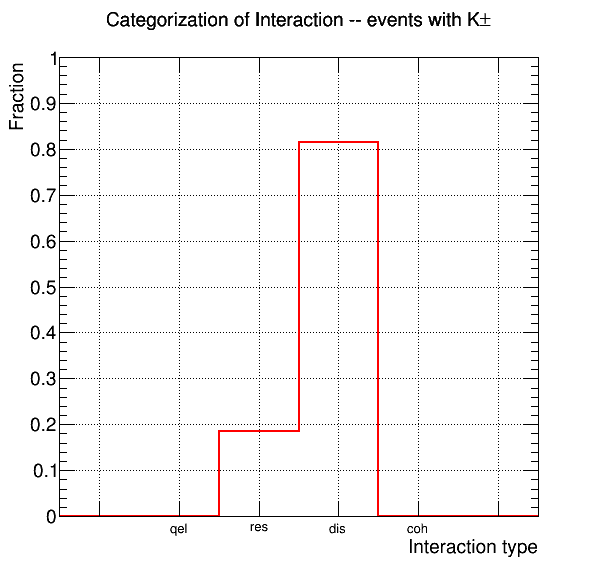 Categorization of Interaction -- events with K±
Fraction
1
0.9
0.8
0.7
0.6
0.5
0.4
0.3
0.2
0.1
0
qel res dis coh
Interaction type